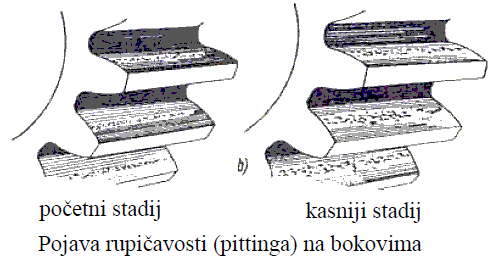 b)
početni stadij
kasniji stadij
Pojava rupičavosti (pittinga) na bokovima